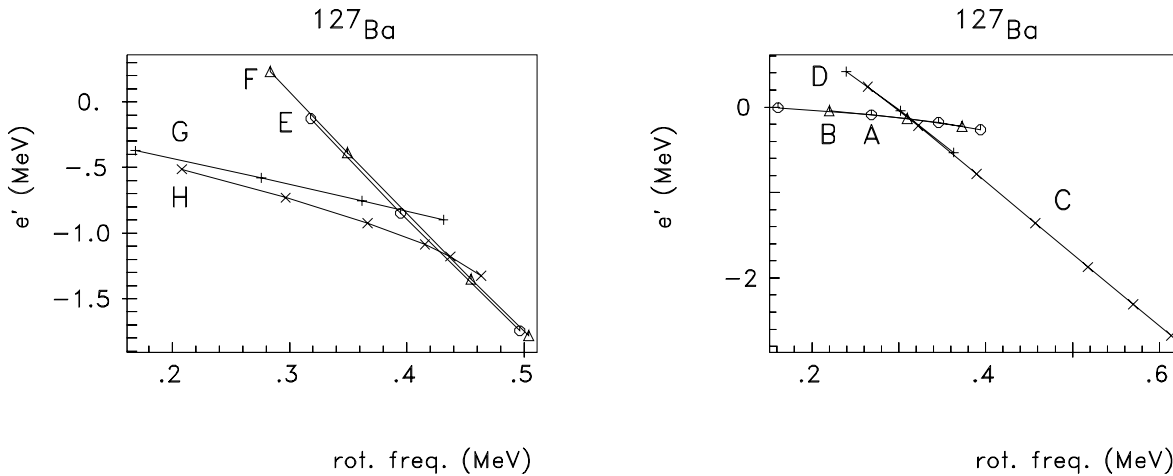 127Ba
F
E
G
H
0.
-.5
-1.0
-1.5
e' (MeV)
.2 .3 .4 .5
rot. freq. (MeV)
127Ba
D
B A
C
0
-2
e' (MeV)
.2 .4 .6
rot. freq. (MeV)